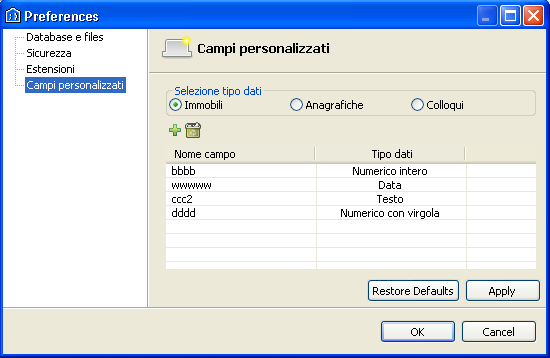 Preferences
Database e files
Sicurezza
Estensioni
Campi personalizzati
Campi personalizzati
Selezione tipo dati
Immobili Anagrafiche Colloqui
Nome campo Tipo dati
bbbb Numerico intero
wwwww Data
ccc2 Testo
dddd Numerico con virgola
Restore Defaults Apply
OK Cancel